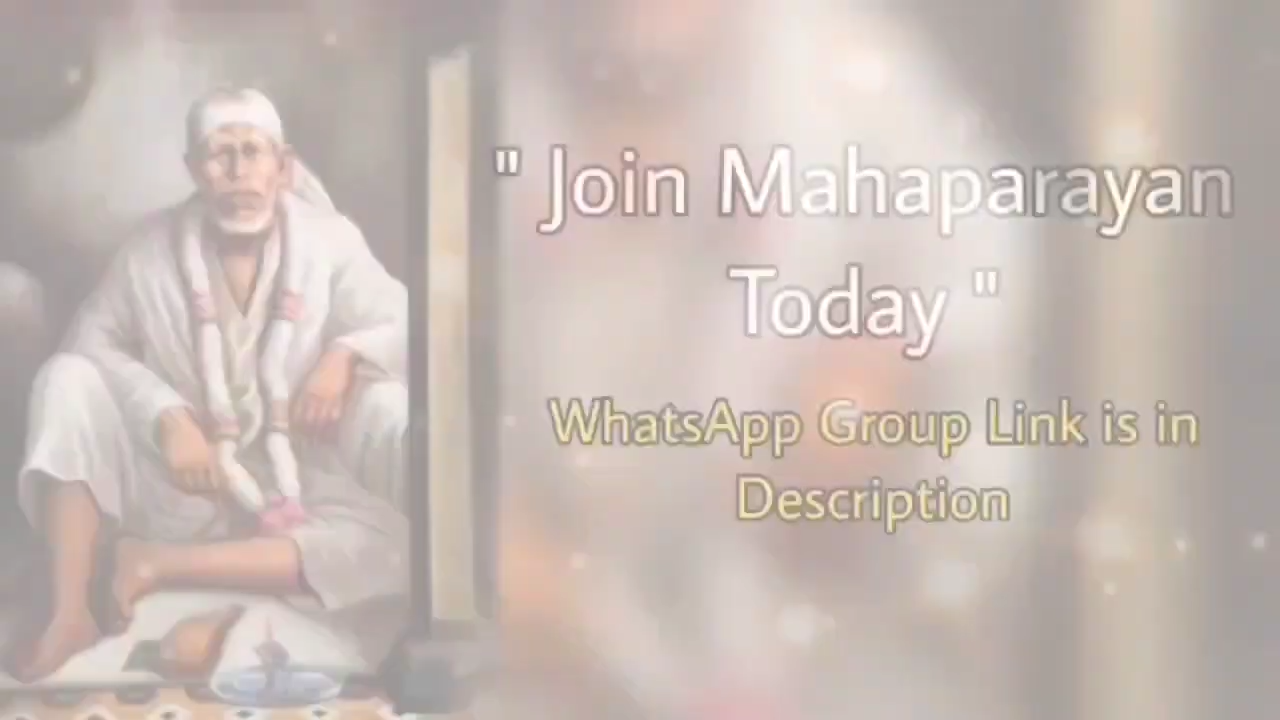 " Join Mahaparayan
Today "
WhatsApp Group Link is in
Description